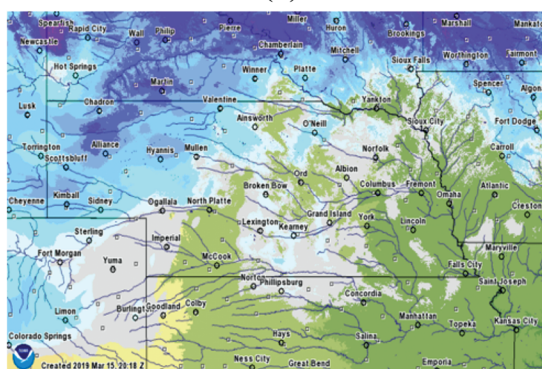 Spearfish Rapid City Wall Philip Pierre Miller Huron Brookings Marshall Mankato
Newcastle Chamberlain Mitchell Sioux Falls Worthington Fairmont
Hot Springs Martin Winner Platte Spencer Algona
Lusk Chadron Valentine Ainsworth O'Neill Yankton Sioux City Fort Dodge
Torrington Alliance Hyannis Mullen Norfolk Carroll
Scottsbluff Ord Albion
Kimball Sidney Broken Bow Columbus Fremont Omaha Atlantic
Cheyenne Ogallala North Platte Creston
Sterling Imperial Lexington Kearney Grand Island York Lincoln
Fort Morgan Yuma McCook Maryville
Norton Phillipsburg Falls City
Limon Burlingt Goodland Colby Concordia Saint Joseph
Colorado Springs Hays Salina Manhattan Topeka Kansas City
Created 2019 Mar 15, 20:18 Z Ness City Great Bend Emporia